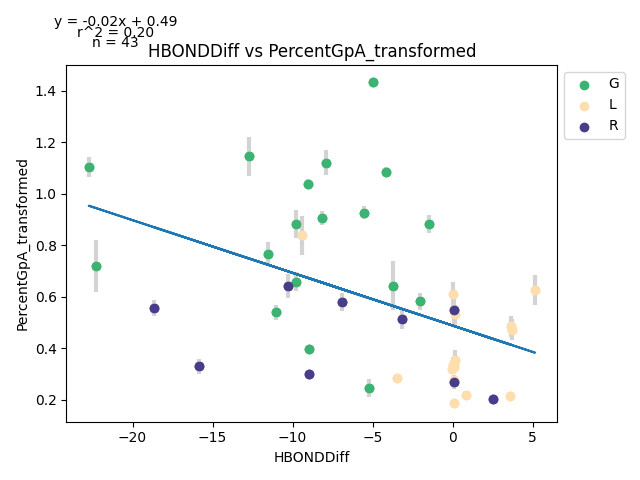 y = -0.02x + 0.49
r^2 = 0.20
n = 43
HBONDDiff vs PercentGpA_transformed
G
L
R
PercentGpA_transformed
1.4
1.2
1.0
0.8
0.6
0.4
0.2
−20
−15
−10
−5
0
5
HBONDDiff